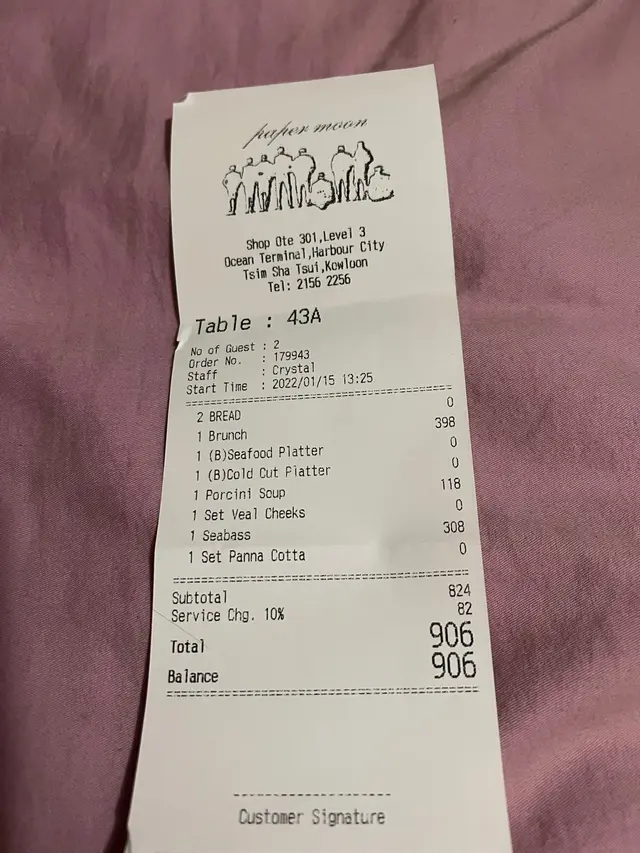 paper moon
Shop Ote 301,Level 3
Ocean Terminal,Harbour City
Tsim Sha Tsui,Kowloon
Tel: 2156 2256
Table : 43A
No of Guest : 2
Order No. : 179943
Staff : Crystal
Start Time : 2022/01/15 13:25
2 BREAD 0
1 Brunch 398
1 (B)Seafood Platter 0
1 (B)Cold Cut Platter 0
1 Porcini Soup 118
1 Set Veal Cheeks 0
1 Seabass 308
1 Set Panna Cotta 0
Subtotal 824
Service Chg. 10% 82
Total 906
Balance 906
Customer Signature